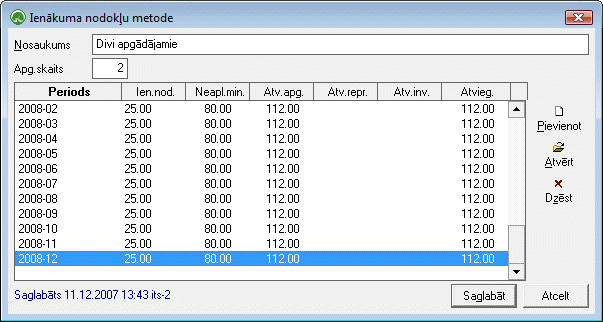 Ienākuma nodokļu metode
Nosaukums Divi apgādājamie
Apg.skaits 2
Periods Ien.nod. Neapl.min. Atv.apg. Atv.repr. Atv.inv. Atvieg.
2008-02 25.00 80.00 112.00 112.00
2008-03 25.00 80.00 112.00 112.00
2008-04 25.00 80.00 112.00 112.00
2008-05 25.00 80.00 112.00 112.00
2008-06 25.00 80.00 112.00 112.00
2008-07 25.00 80.00 112.00 112.00
2008-08 25.00 80.00 112.00 112.00
2008-09 25.00 80.00 112.00 112.00
2008-10 25.00 80.00 112.00 112.00
2008-11 25.00 80.00 112.00 112.00
2008-12 25.00 80.00 112.00 112.00
Pievienot
Atvērt
Dzēst
Saglabāts 11.12.2007 13:43 its-2
Saglabāt Atcelt